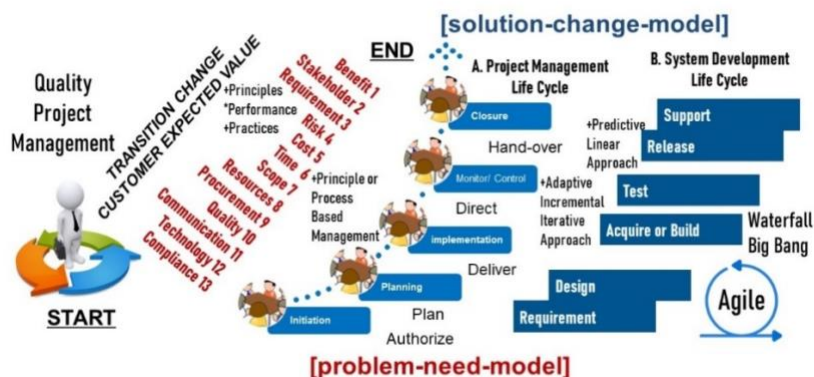 [solution-change-model]
END
Quality
Project
Management
TRANSITION CHANGE
CUSTOMER EXPECTED VALUE
+Principles
*Performance
+Practices
Benefit 1
Stakeholder 2
Requirement 3
Risk 4
Cost 5
Time 6
Scope 7
Resources 8
Procurement 9
Quality 10
Communication 11
Technology 12
Compliance 13
START
+Principle or
Process
Based
Management
A. Project Management
Life Cycle
Closure
Hand-over
Monitor/ Control
Direct
Implementation
Deliver
Planning
Plan
Initiation
Authorize
B. System Development
Life Cycle
+Predictive
Linear
Approach
+Adaptive
Incremental
Iterative
Approach
Support
Release
Test
Acquire or Build
Design
Requirement
Waterfall
Big Bang
Agile
[problem-need-model]